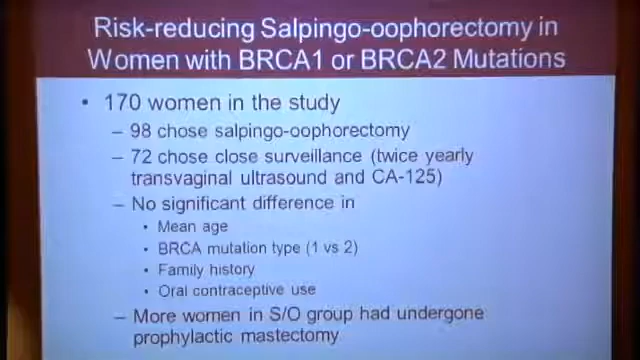 Risk-reducing Salpingo-oophorectomy in
Women with BRCA1 or BRCA2 Mutations
• 170 women in the study
– 98 chose salpingo-oophorectomy
– 72 chose close surveillance (twice yearly
transvaginal ultrasound and CA-125)
– No significant difference in
• Mean age
• BRCA mutation type (1 vs 2)
• Family history
• Oral contraceptive use
– More women in S/O group had undergone
prophylactic mastectomy